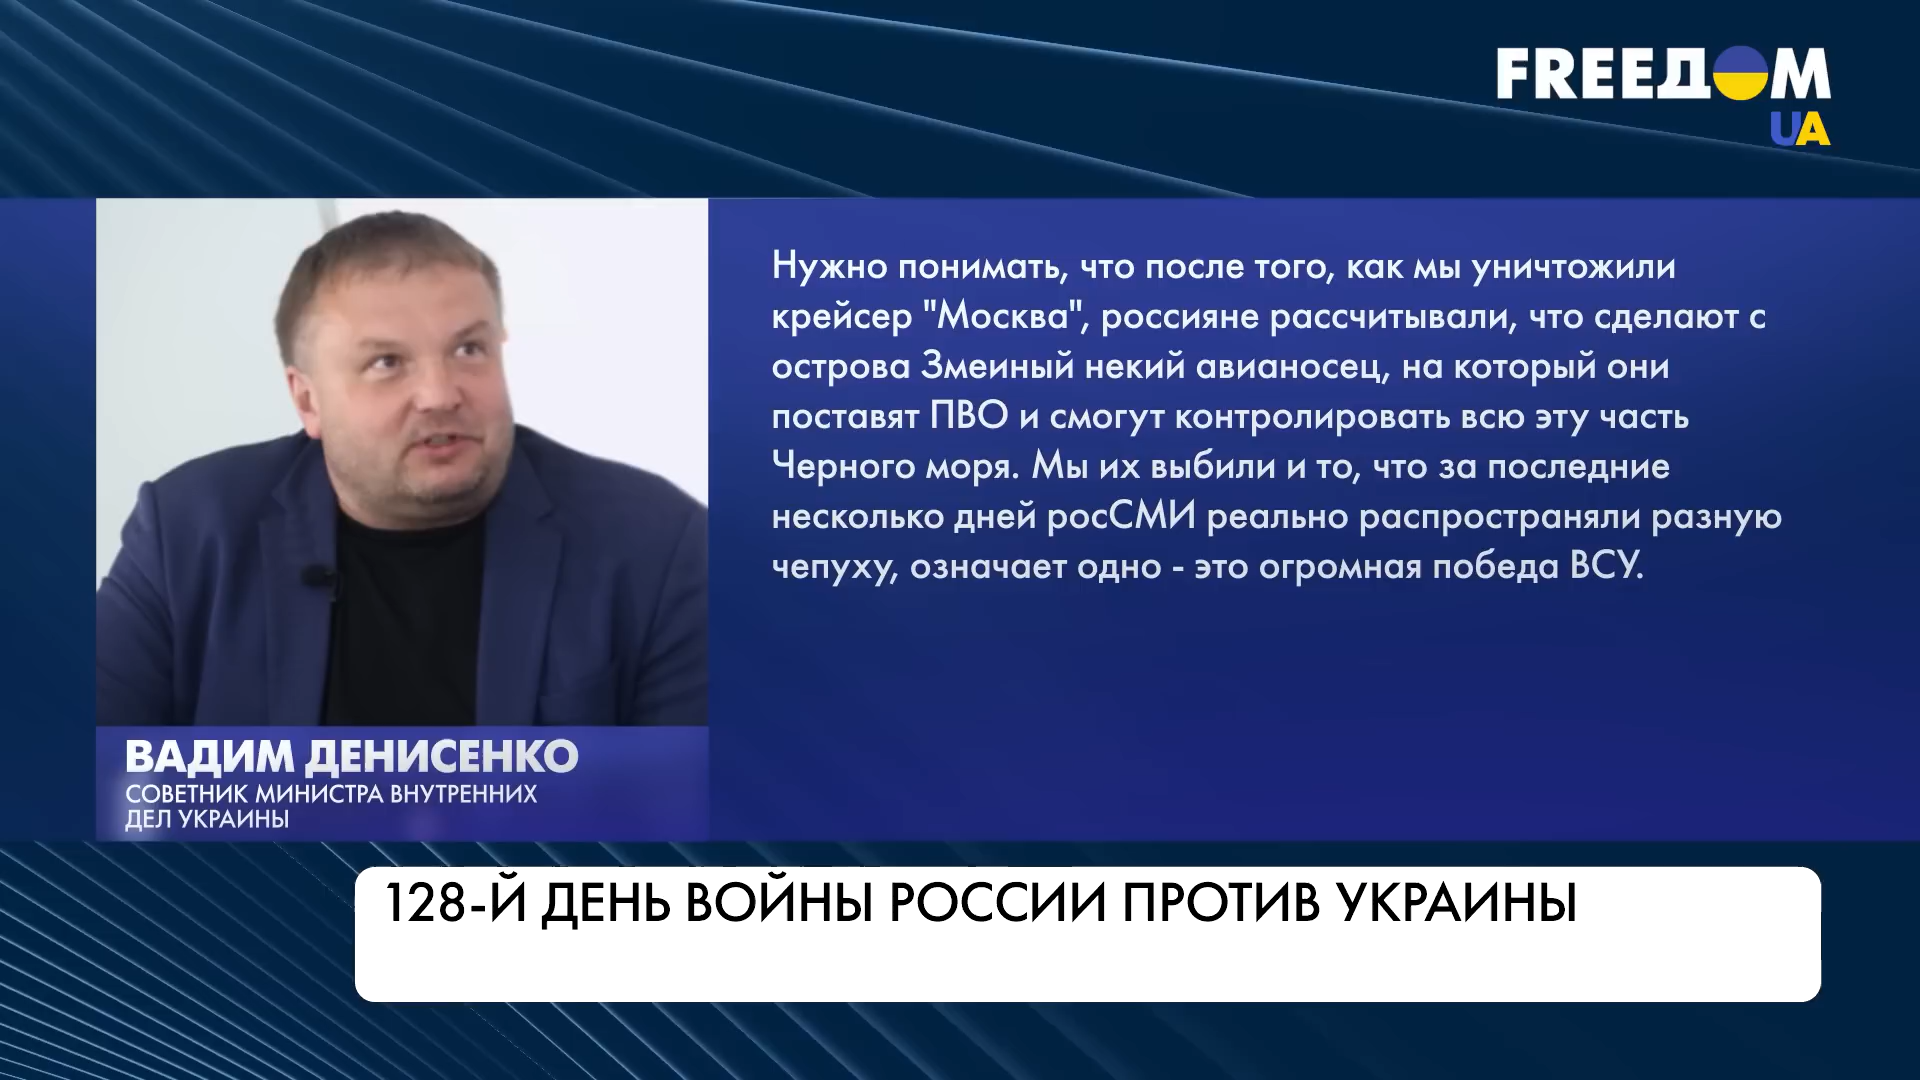 FREEДOM
UA
Нужно понимать, что после того, как мы уничтожили
крейсер "Москва", россияне рассчитывали, что сделают с
острова Змеиный некий авианосец, на который они
поставят ПВО и смогут контролировать всю эту часть
Черного моря. Мы их выбили и то, что за последние
несколько дней росСМИ реально распространяли разную
чепуху, означает одно - это огромная победа ВСУ.
ВАДИМ ДЕНИСЕНКО
СОВЕТНИК МИНИСТРА ВНУТРЕННИХ
ДЕЛ УКРАИНЫ
128-Й ДЕНЬ ВОЙНЫ РОССИИ ПРОТИВ УКРАИНЫ